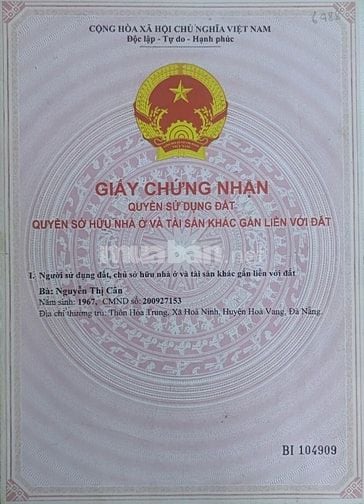 6988
CỘNG HÒA XÃ HỘI CHỦ NGHĨA VIỆT NAM
Độc lập - Tự do - Hạnh phúc
GIẤY CHỨNG NHẬN
QUYỀN SỬ DỤNG ĐẤT
QUYỀN SỞ HỮU NHÀ Ở VÀ TÀI SẢN KHÁC GẮN LIỀN VỚI ĐẤT
muaban.net
I. Người sử dụng đất, chủ sở hữu nhà ở và tài sản khác gắn liền với đất
Bà: Nguyễn Thị Cân
Năm sinh: 1967, CMND số: 200927153
Địa chỉ thường trú: Thôn Hòa Trung, Xã Hoà Ninh, Huyện Hoà Vang, Đà Nẵng.
BI 104909